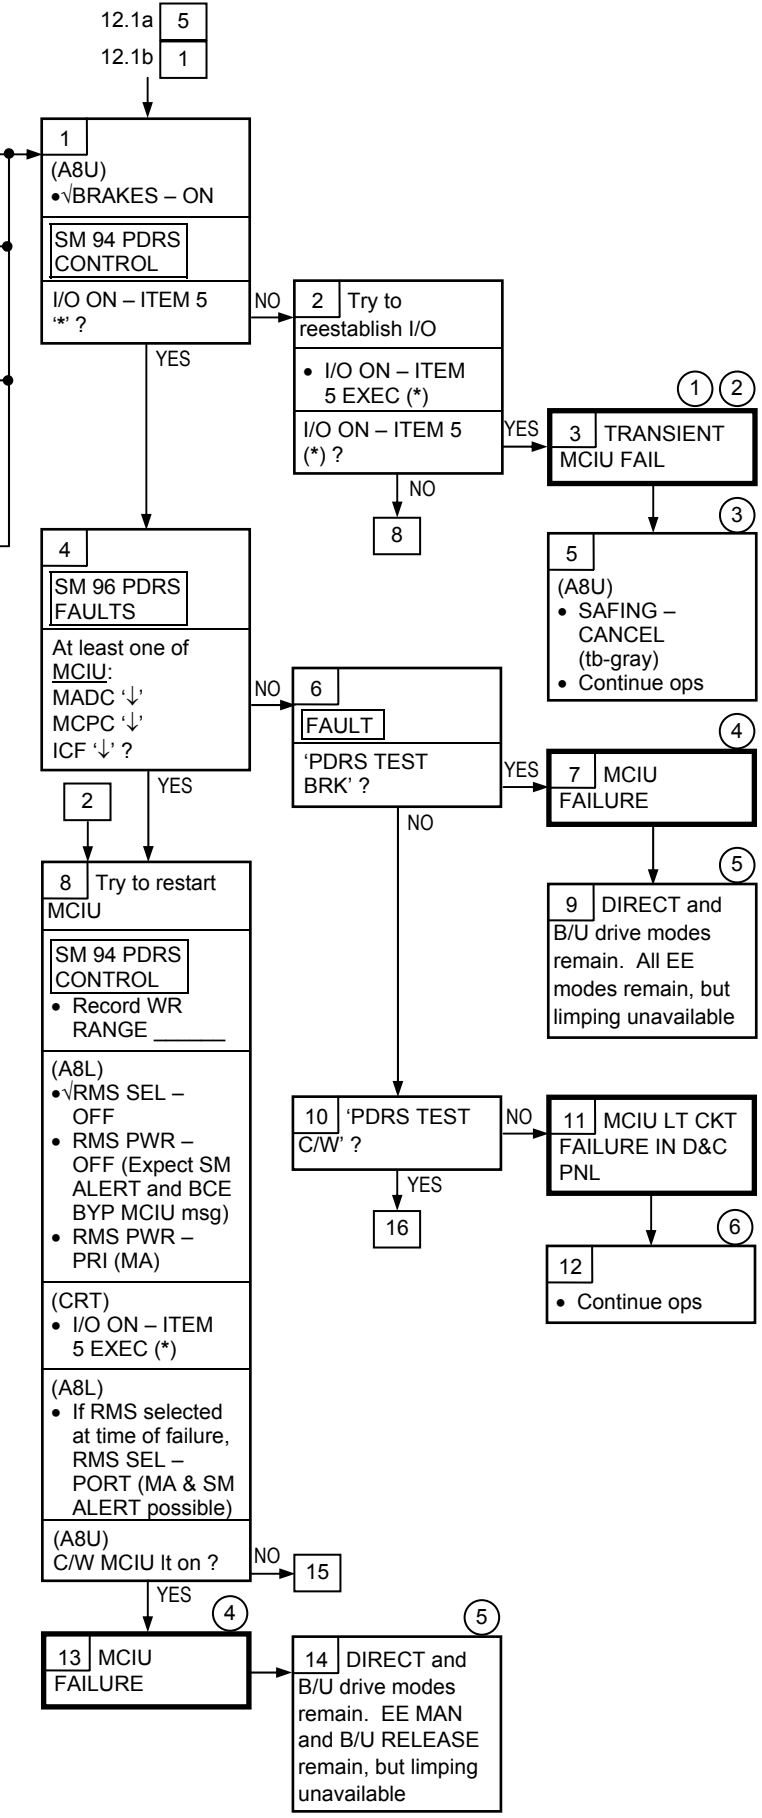 12.1a 5
12.1b 1
1
(A8U)
•√BRAKES – ON
SM 94 PDRS
CONTROL
I/O ON – ITEM 5
‘*’ ?
NO
YES
2 Try to
reestablish I/O
• I/O ON – ITEM
5 EXEC (*)
I/O ON – ITEM 5
(*) ?
YES
NO
8
1 2
3 TRANSIENT
MCIU FAIL
3
5
(A8U)
• SAFING –
CANCEL
(tb-gray)
• Continue ops
4
SM 96 PDRS
FAULTS
At least one of
MCIU:
MADC ‘↓’
MCPC ‘↓’
ICF ‘↓’ ?
NO
YES
6
FAULT
‘PDRS TEST
BRK’ ?
YES
NO
4
7 MCIU
FAILURE
5
9 DIRECT and
B/U drive modes
remain. All EE
modes remain, but
limping unavailable
2
8 Try to restart
MCIU
SM 94 PDRS
CONTROL
• Record WR
RANGE ______
(A8L)
•√RMS SEL –
OFF
• RMS PWR –
OFF (Expect SM
ALERT and BCE
BYP MCIU msg)
• RMS PWR –
PRI (MA)
(CRT)
• I/O ON – ITEM
5 EXEC (*)
(A8L)
• If RMS selected
at time of failure,
RMS SEL –
PORT (MA & SM
ALERT possible)
(A8U)
C/W MCIU lt on ?
NO
15
YES
10 ‘PDRS TEST
C/W’ ?
NO
YES
16
11 MCIU LT CKT
FAILURE IN D&C
PNL
6
12
• Continue ops
4
13 MCIU
FAILURE
5
14 DIRECT and
B/U drive modes
remain. EE MAN
and B/U RELEASE
remain, but limping
unavailable